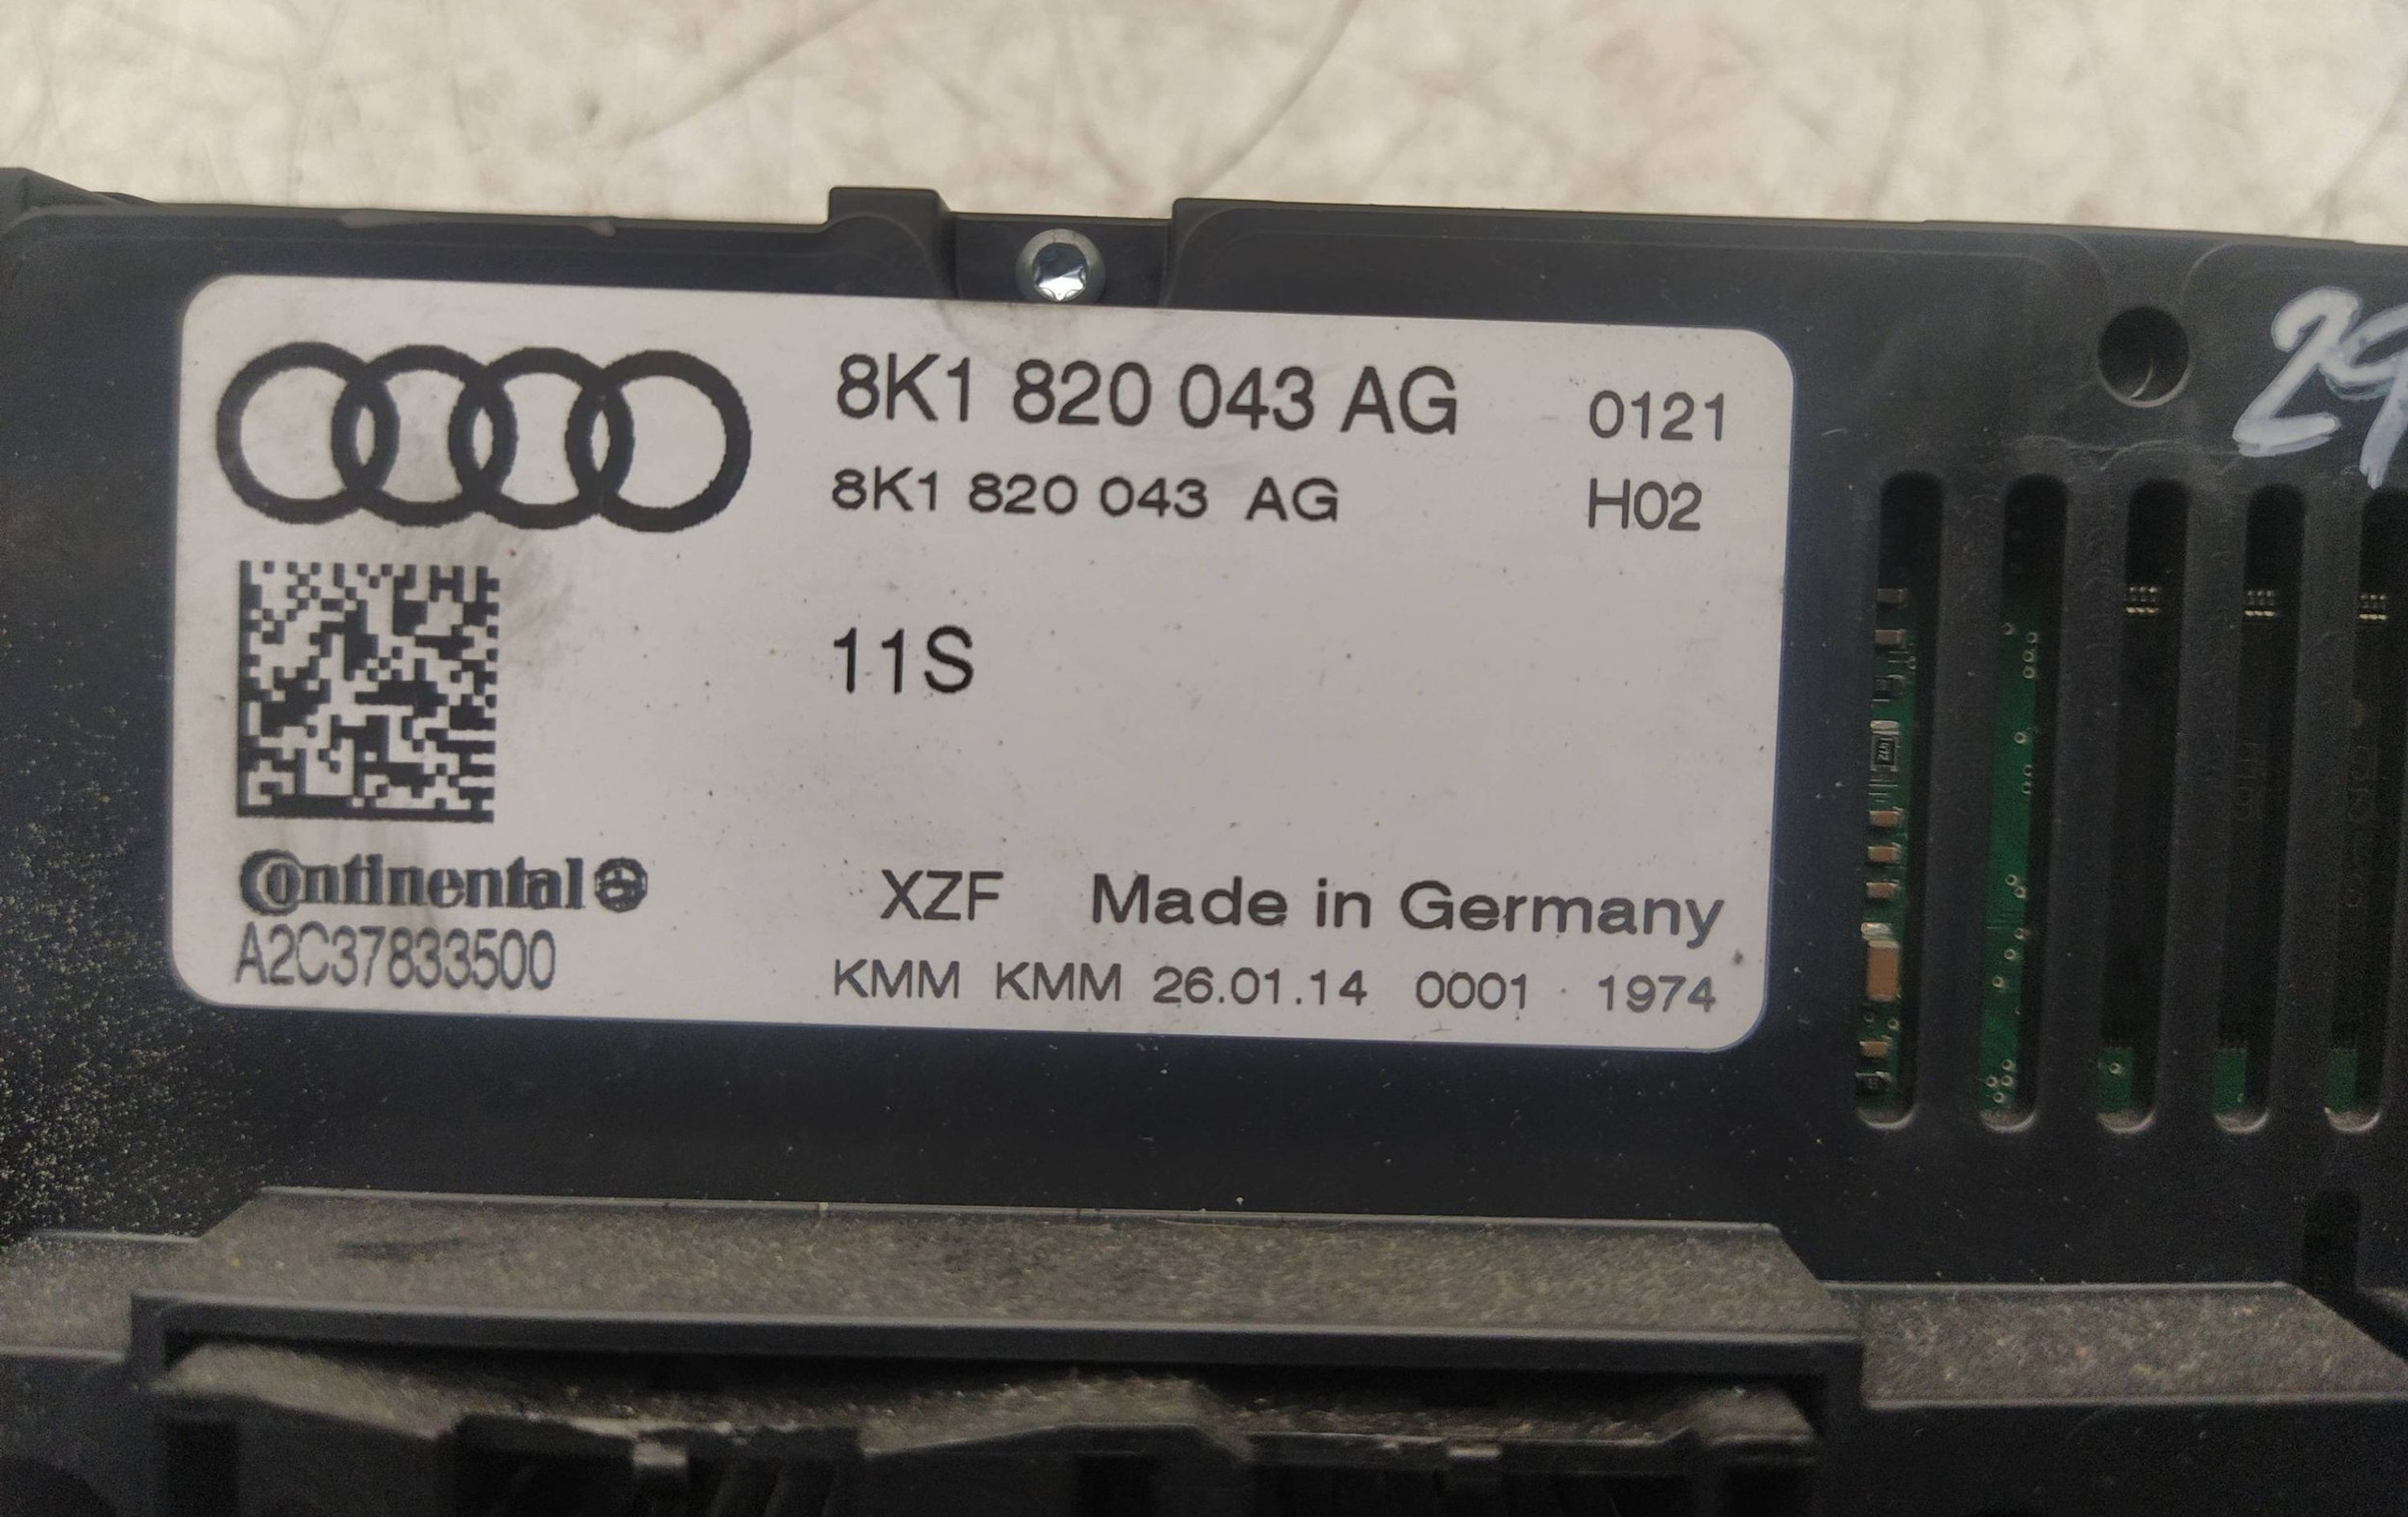 8K1 820 043 AG 0121
8K1 820 043 AG H02
11S
Continental
A2C37833500
XZF Made in Germany
KMM KMM 26.01.14 0001 1974
29